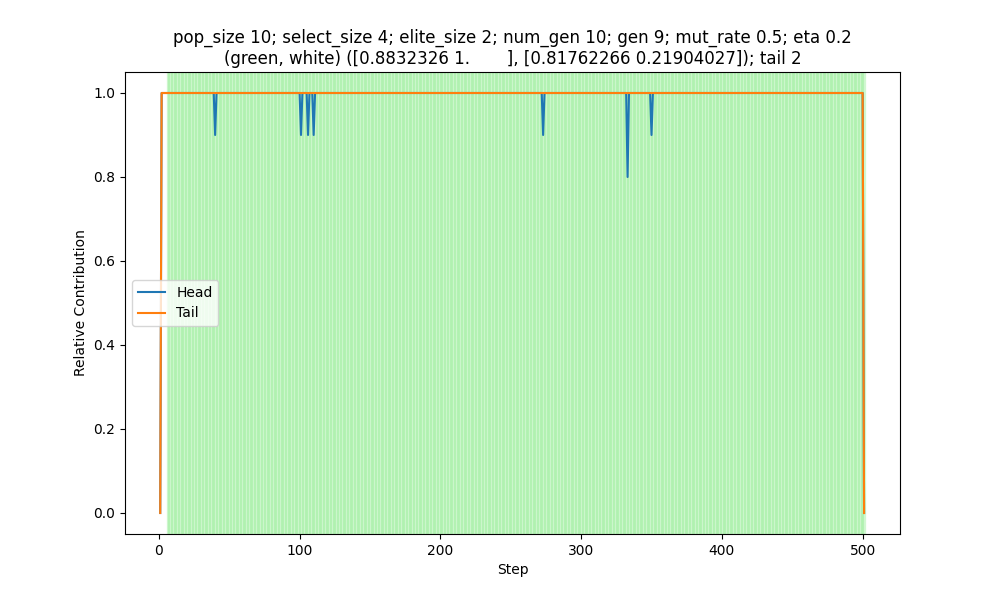 pop_size 10; select_size 4; elite_size 2; num_gen 10; gen 9; mut_rate 0.5; eta 0.2
(green, white) ([0.8832326 1.       ], [0.81762266 0.21904027]); tail 2
1.0
0.8
0.6
0.4
0.2
0.0
Relative Contribution
Head
Tail
0 100 200 300 400 500
Step